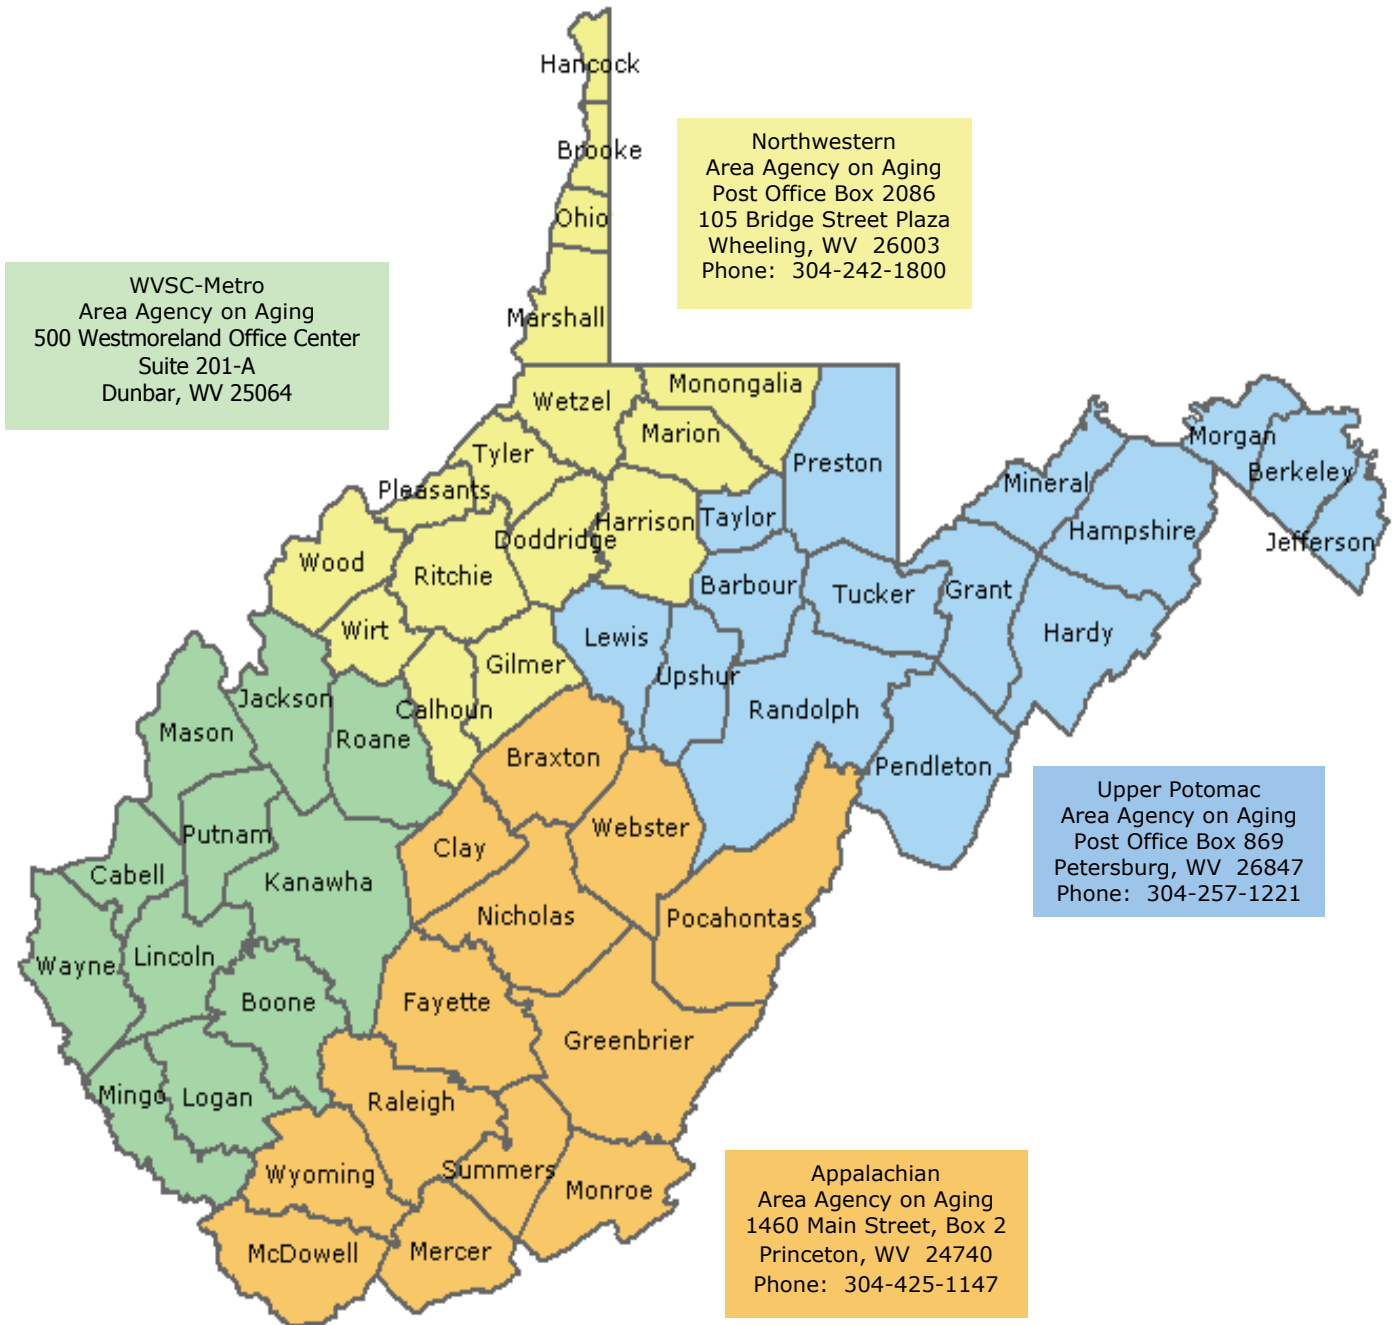 Hancock
Brooke
Northwestern
Area Agency on Aging
Post Office Box 2086
105 Bridge Street Plaza
Wheeling, WV  26003
Phone:  304-242-1800
Ohio
WVSC-Metro
Area Agency on Aging
500 Westmoreland Office Center
Suite 201-A
Dunbar, WV 25064
Marshall
Monongalia
Wetzel
Marion
Morgan
Tyler
Preston
Berkeley
Mineral
Pleasants
Taylor
Harrison
Hampshire
Doddridge
Jefferson
Wood
Ritchie
Barbour
Tucker
Grant
Wirt
Lewis
Hardy
Gilmer
Upshur
Jackson
Calhoun
Randolph
Mason
Roane
Braxton
Pendleton
Upper Potomac
Area Agency on Aging
Post Office Box 869
Petersburg, WV  26847
Phone:  304-257-1221
Putnam
Webster
Clay
Cabell
Kanawha
Nicholas
Pocahontas
Lincoln
Wayne
Boone
Fayette
Greenbrier
Mingo
Logan
Raleigh
Wyoming
Summers
Monroe
Appalachian
Area Agency on Aging
1460 Main Street, Box 2
Princeton, WV  24740
Phone:  304-425-1147
McDowell
Mercer